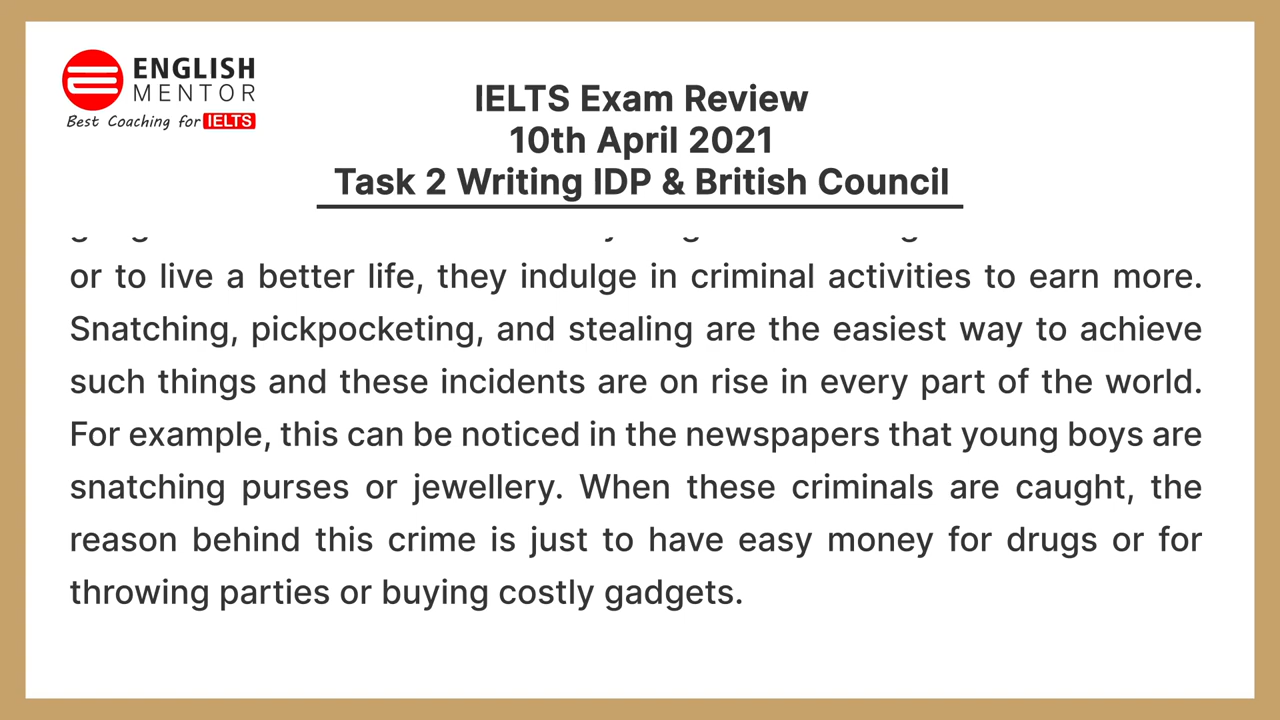 ENGLISH
MENTOR
Best Coaching for IELTS
IELTS Exam Review
10th April 2021
Task 2 Writing IDP & British Council
or to live a better life, they indulge in criminal activities to earn more.
Snatching, pickpocketing, and stealing are the easiest way to achieve
such things and these incidents are on rise in every part of the world.
For example, this can be noticed in the newspapers that young boys are
snatching purses or jewellery. When these criminals are caught, the
reason behind this crime is just to have easy money for drugs or for
throwing parties or buying costly gadgets.